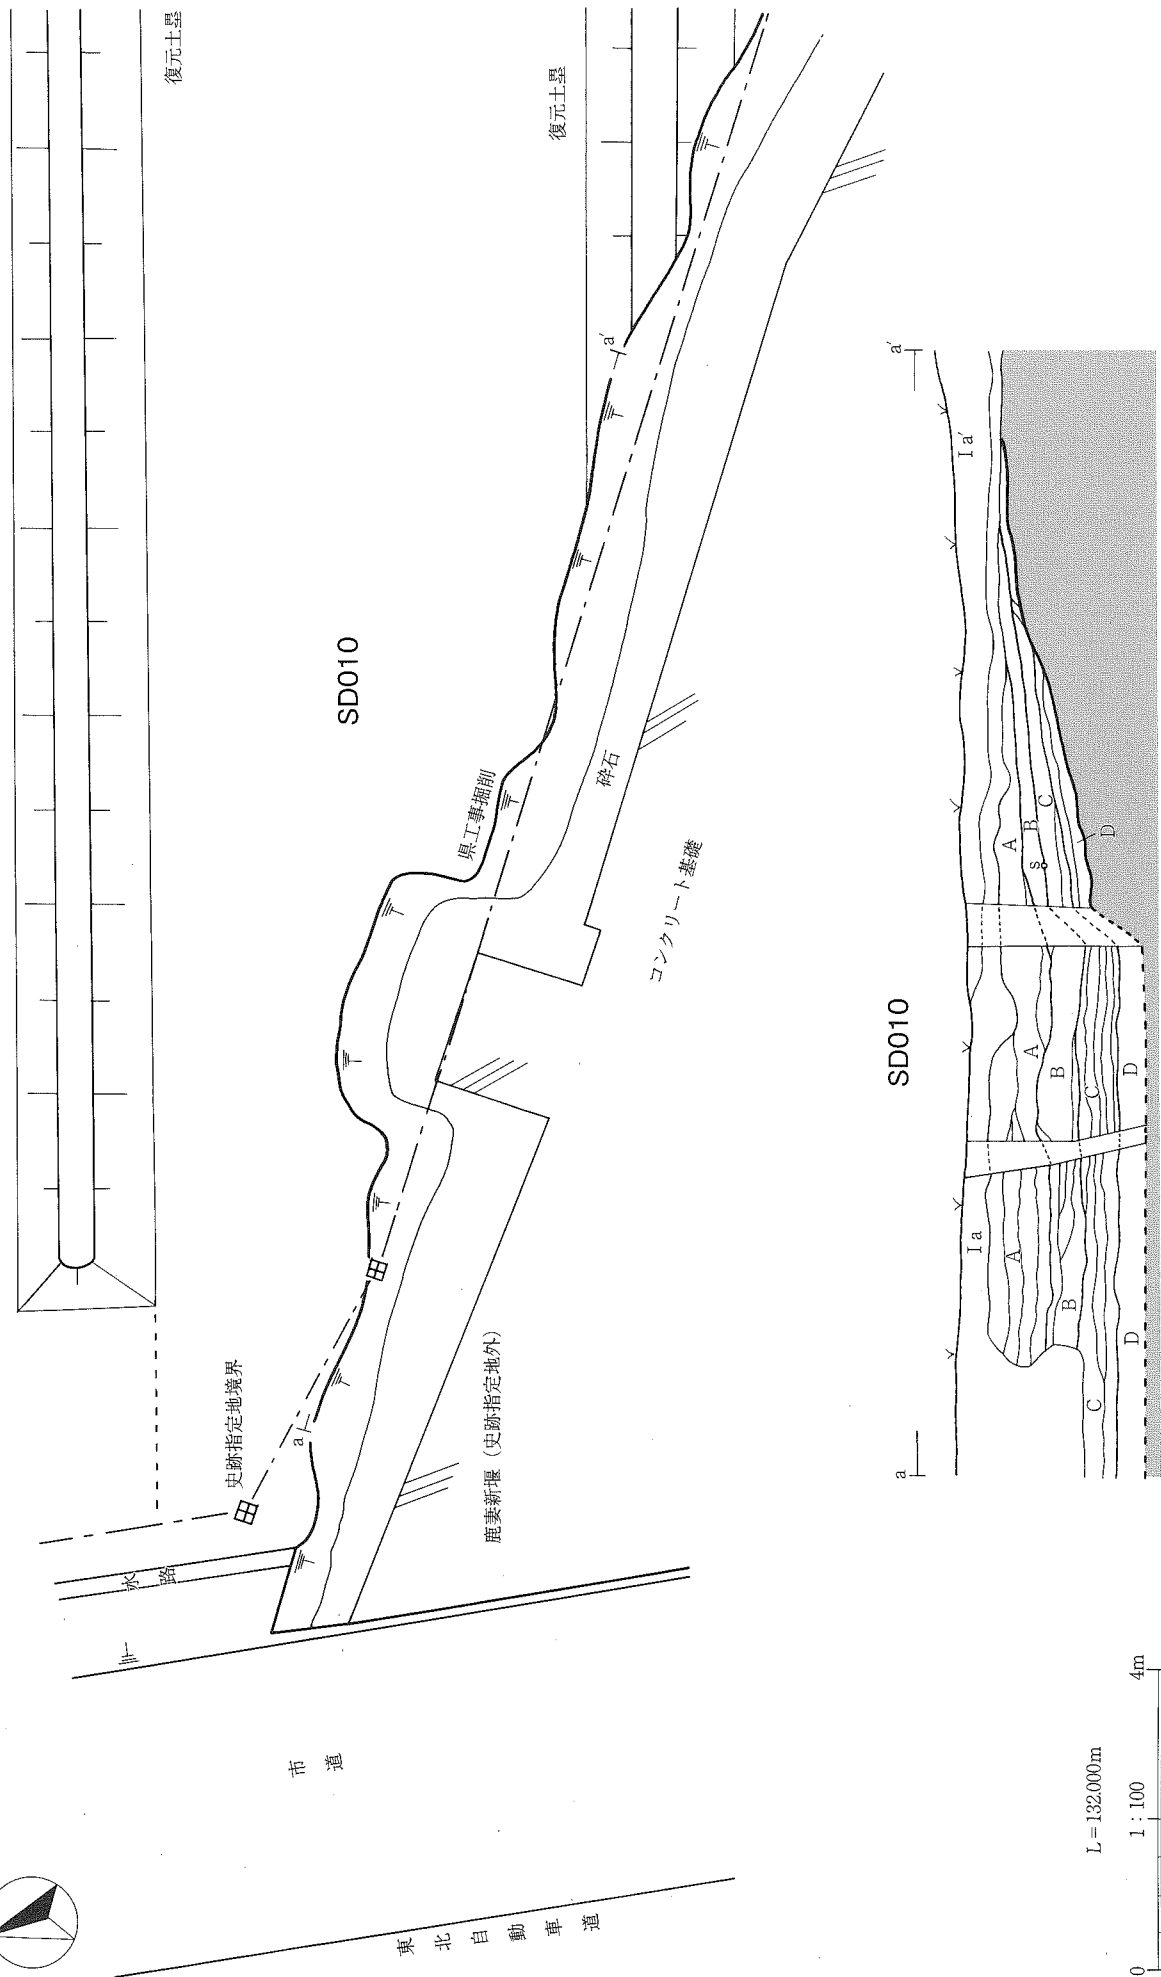 復元土塁
復元土塁
SD010
a'
県工事掘削
砕石
コンクリート基礎
史跡指定地境界
a
鹿妻新堰（史跡指定地外）
水路
市道
東北自動車道
SD010
a
a'
Ⅰa
Ⅰa'
A
A
A
B
B
B
s
C
C
C
D
D
D
L=132.000m
0
1:100
4m